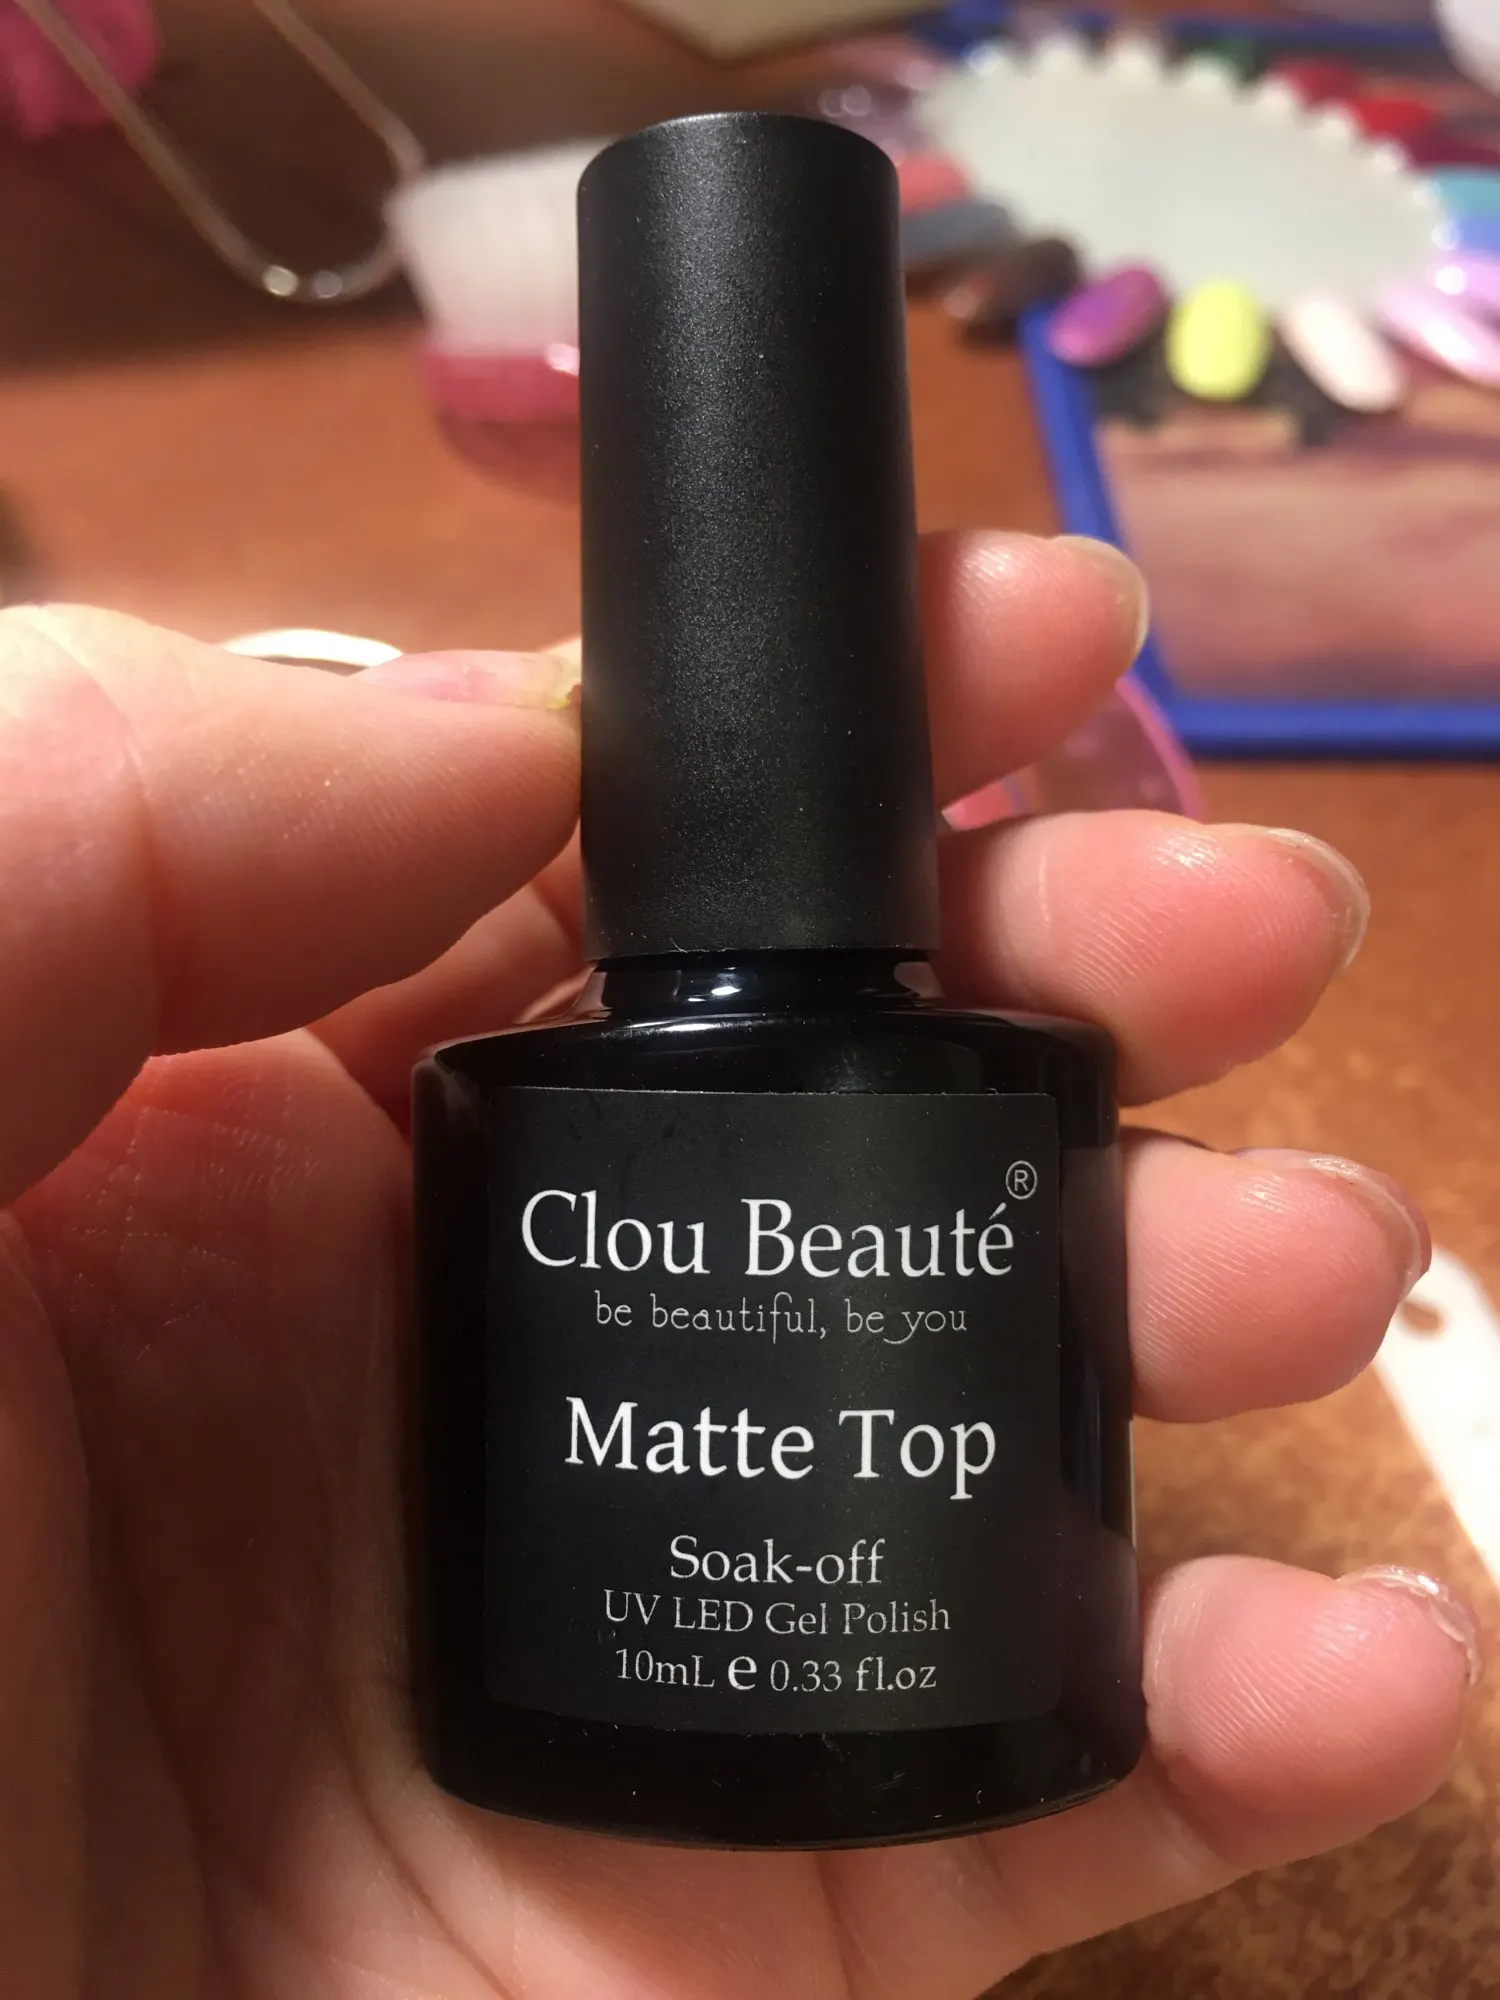 Clou Beauté®
be beautiful, be you
Matte Top
Soak-off
UV LED Gel Polish
10mL e 0.33 fl.oz